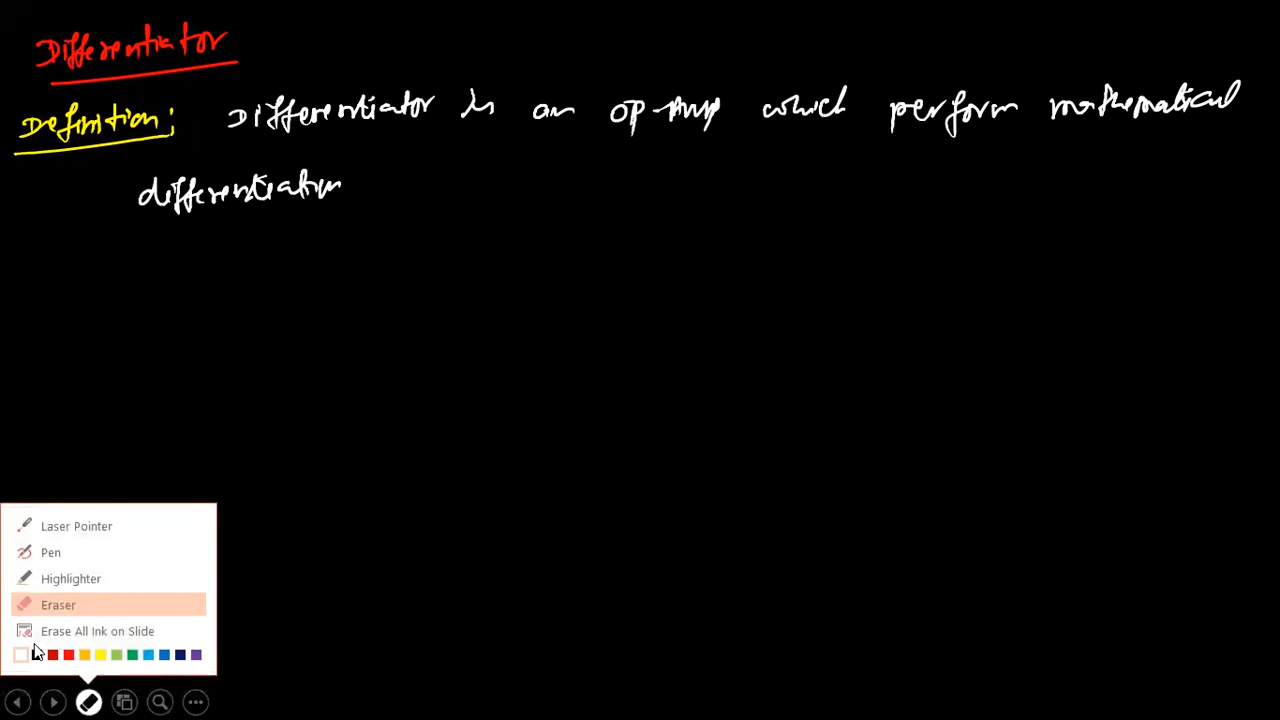 Differentiator
Definition: Differentiator is an op-Amp which perform mathematical
differentiation
Laser Pointer
Pen
Highlighter
Eraser
Erase All Ink on Slide